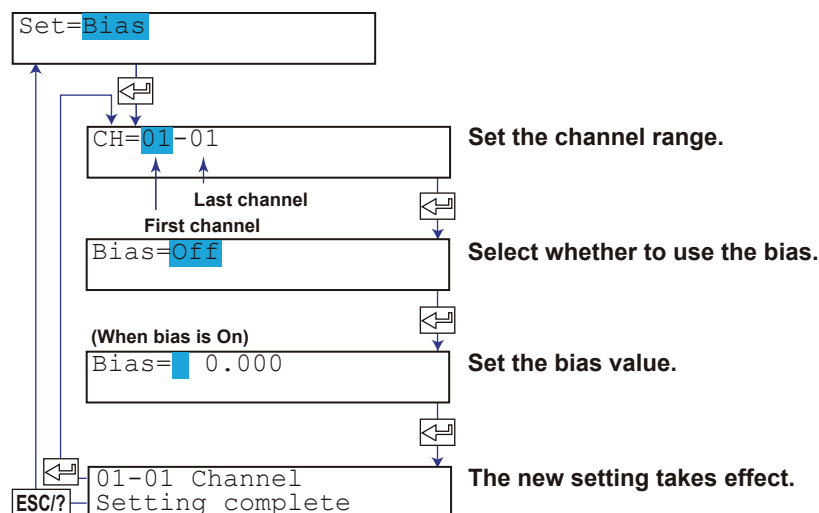 Set=Bias
CH=01-01
Set the channel range.
Last channel
First channel
Bias=Off
Select whether to use the bias.
(When bias is On)
Bias= 0.000
Set the bias value.
01-01 Channel
Setting complete
The new setting takes effect.
ESC/?